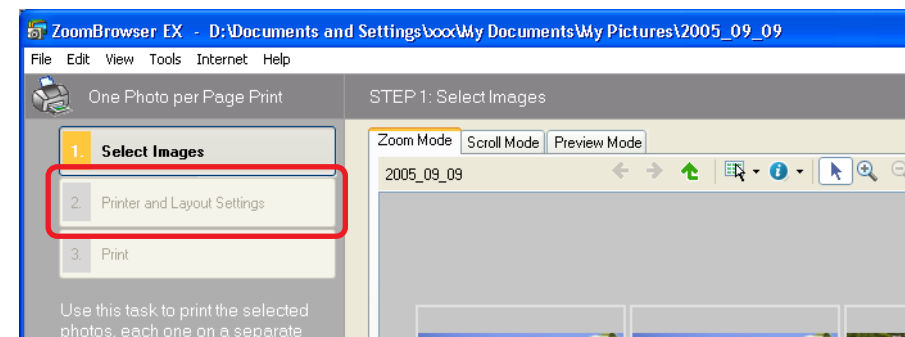 ZoomBrowser EX - D:\Documents and Settings\xxx\My Documents\My Pictures\2005_09_09
File Edit View Tools Internet Help
One Photo per Page Print
STEP 1: Select Images
1. Select Images
2. Printer and Layout Settings
3. Print
Use this task to print the selected
photos, each one on a separate
Zoom Mode Scroll Mode Preview Mode
2005_09_09